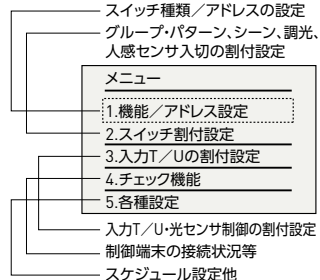 スイッチ種類／アドレスの設定
グループ・パターン、シーン、調光、
人感センサ入切の割付設定
メニュー
1.機能／アドレス設定
2.スイッチ割付設定
3.入力T／Uの割付設定
4.チェック機能
5.各種設定
入力T／U・光センサ制御の割付設定
制御端末の接続状況等
スケジュール設定他